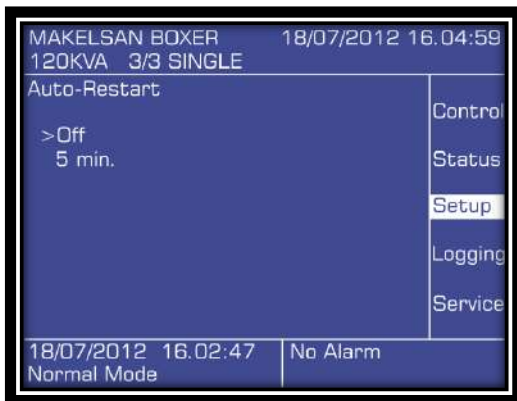 MAKELSAN BOXER 18/07/2012 16.04:59
120KVA 3/3 SINGLE
Auto-Restart
>Off
5 min.
Control
Status
Setup
Logging
Service
18/07/2012 16.02:47 No Alarm
Normal Mode